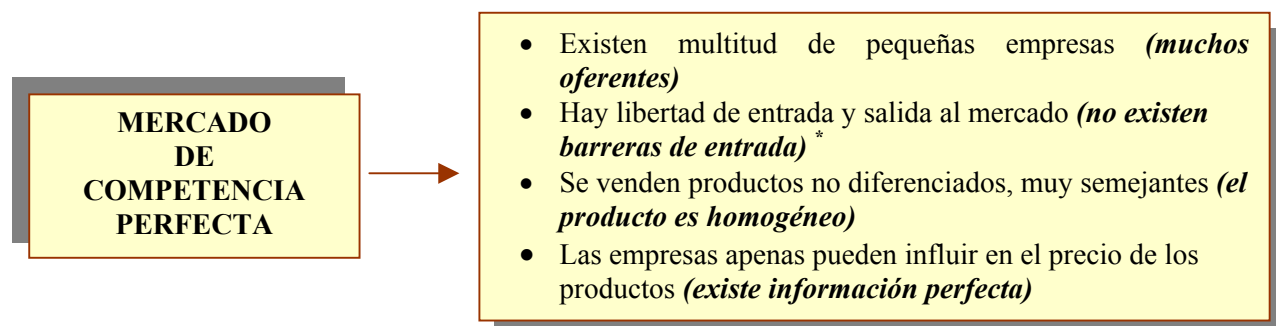 MERCADO
DE
COMPETENCIA
PERFECTA
• Existen multitud de pequeñas empresas (muchos
oferentes)
• Hay libertad de entrada y salida al mercado (no existen
barreras de entrada) *
• Se venden productos no diferenciados, muy semejantes (el
producto es homogéneo)
• Las empresas apenas pueden influir en el precio de los
productos (existe información perfecta)